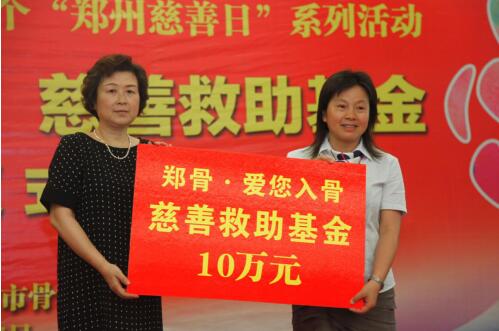 个“郑州慈善日”系列活动
慈善救助基金
式
郑骨·爱您入骨
慈善救助基金
10万元
市骨